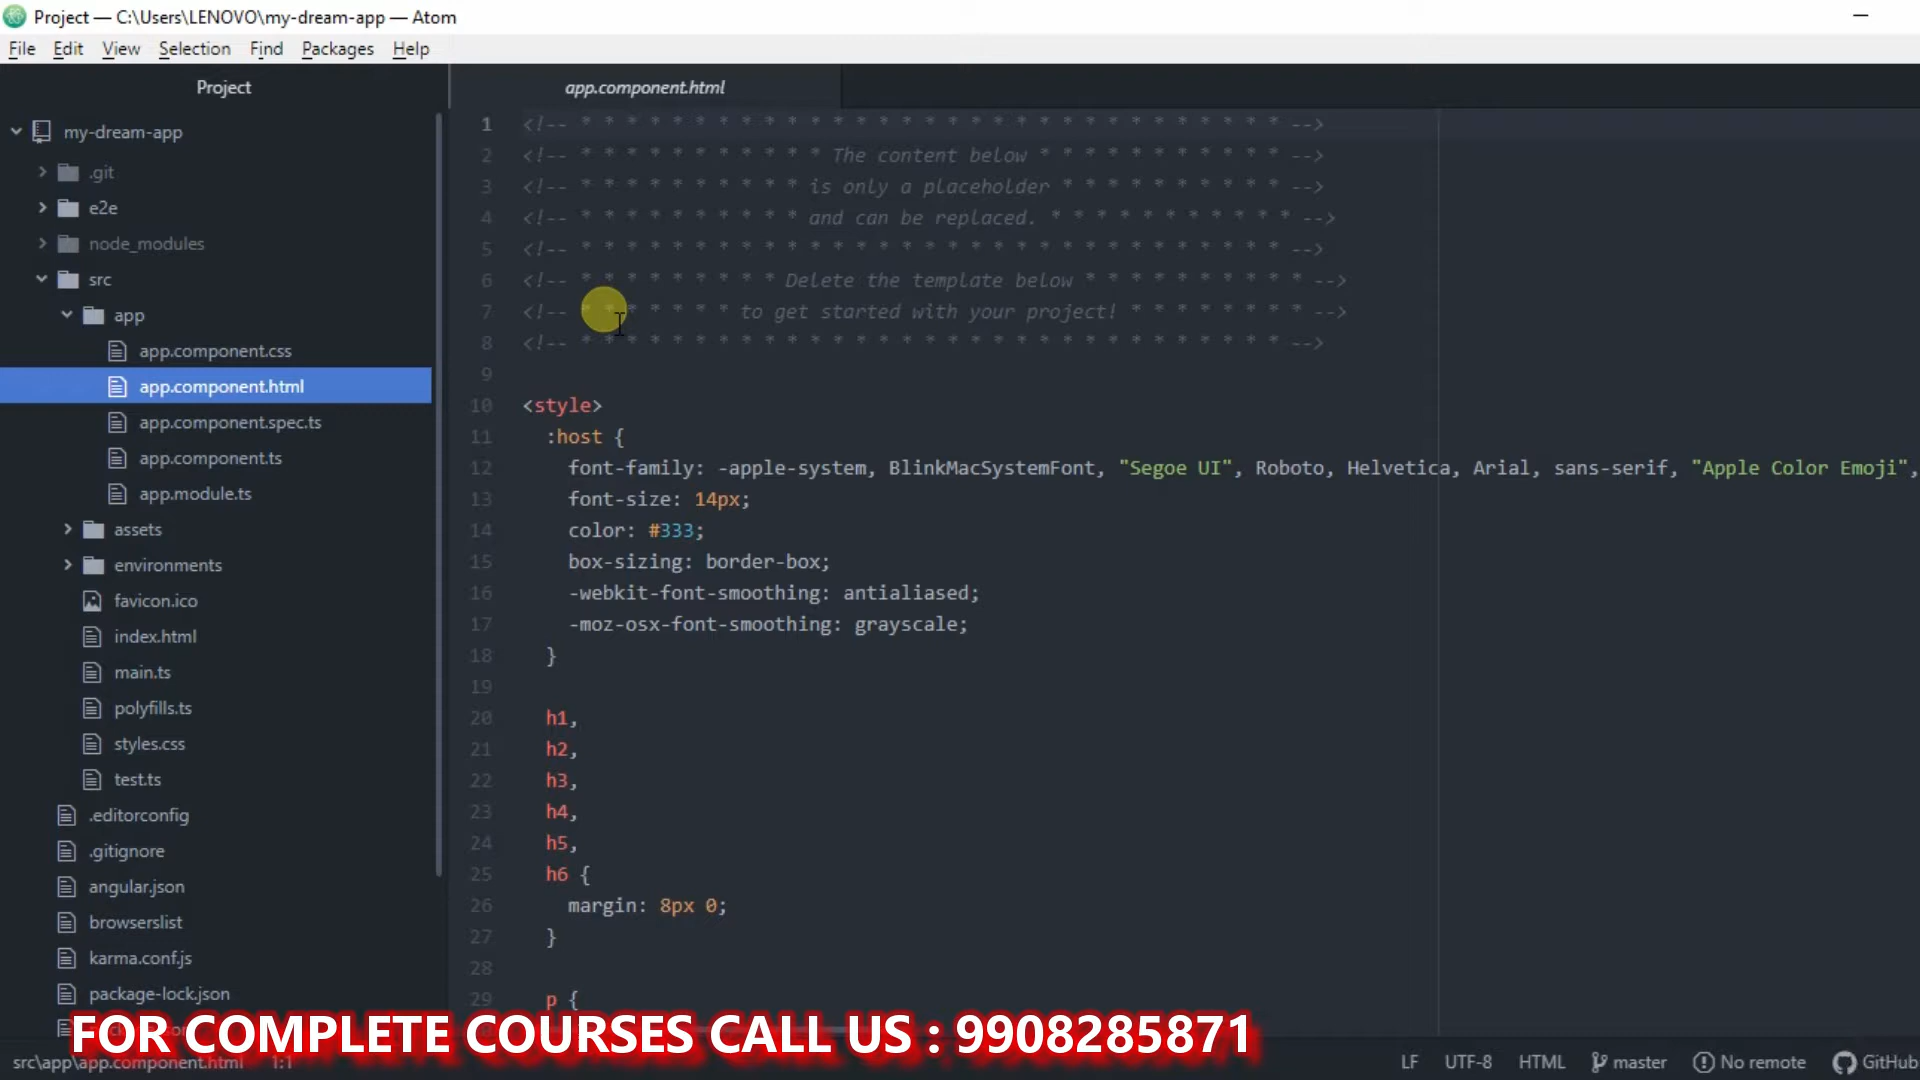 Project — C:\Users\LENOVO\my-dream-app — Atom
File Edit View Selection Find Packages Help
Project
my-dream-app
.git
e2e
node_modules
src
app
app.component.css
app.component.html
app.component.spec.ts
app.component.ts
app.module.ts
assets
environments
favicon.ico
index.html
main.ts
polyfills.ts
styles.css
test.ts
.editorconfig
.gitignore
angular.json
browserslist
karma.conf.js
package-lock.json
app.component.html
1 <!-- * * * * * * * * * * * * * * * * * * * * * * * * * * * * * * * -->
2 <!-- * * * * * * * * * * * The content below * * * * * * * * * * * -->
3 <!-- * * * * * * * * * * is only a placeholder * * * * * * * * * * -->
4 <!-- * * * * * * * * * * and can be replaced. * * * * * * * * * * * -->
5 <!-- * * * * * * * * * * * * * * * * * * * * * * * * * * * * * * * -->
6 <!-- * * * * * * * * * Delete the template below * * * * * * * * * * -->
7 <!-- * * * * * * * to get started with your project! * * * * * * * * -->
8 <!-- * * * * * * * * * * * * * * * * * * * * * * * * * * * * * * * -->
9
10 <style>
11 :host {
12 font-family: -apple-system, BlinkMacSystemFont, "Segoe UI", Roboto, Helvetica, Arial, sans-serif, "Apple Color Emoji",
13 font-size: 14px;
14 color: #333;
15 box-sizing: border-box;
16 -webkit-font-smoothing: antialiased;
17 -moz-osx-font-smoothing: grayscale;
18 }
19
20 h1,
21 h2,
22 h3,
23 h4,
24 h5,
25 h6 {
26 margin: 8px 0;
27 }
28
29 p {
FOR COMPLETE COURSES CALL US : 9908285871
src\app\app.component.html 1:1 LF UTF-8 HTML master No remote GitHub